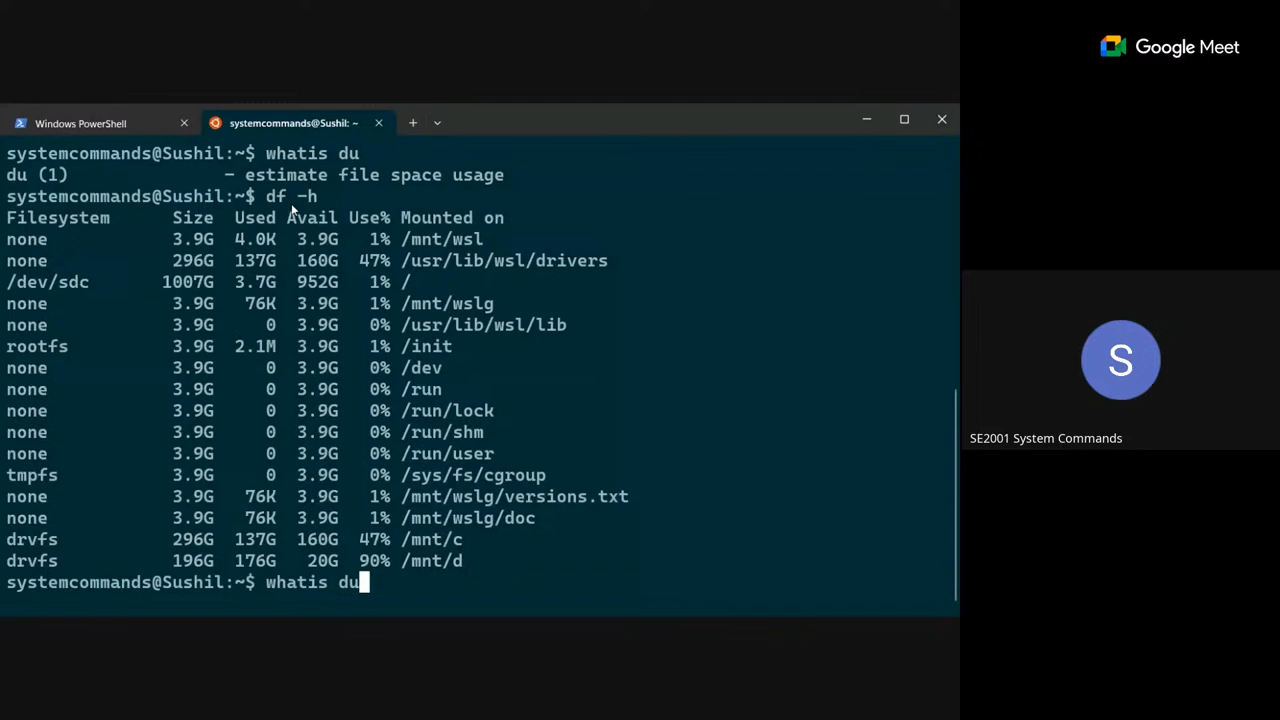 Google Meet
Windows PowerShell
systemcommands@Sushil: ~
systemcommands@Sushil:~$ whatis du
du (1)               - estimate file space usage
systemcommands@Sushil:~$ df -h
Filesystem      Size  Used Avail Use% Mounted on
none            3.9G  4.0K  3.9G   1% /mnt/wsl
none            296G  137G  160G  47% /usr/lib/wsl/drivers
/dev/sdc       1007G  3.7G  952G   1% /
none            3.9G   76K  3.9G   1% /mnt/wslg
none            3.9G     0  3.9G   0% /usr/lib/wsl/lib
rootfs          3.9G  2.1M  3.9G   1% /init
none            3.9G     0  3.9G   0% /dev
none            3.9G     0  3.9G   0% /run
none            3.9G     0  3.9G   0% /run/lock
none            3.9G     0  3.9G   0% /run/shm
none            3.9G     0  3.9G   0% /run/user
tmpfs           3.9G     0  3.9G   0% /sys/fs/cgroup
none            3.9G   76K  3.9G   1% /mnt/wslg/versions.txt
none            3.9G   76K  3.9G   1% /mnt/wslg/doc
drvfs           296G  137G  160G  47% /mnt/c
drvfs           196G  176G   20G  90% /mnt/d
systemcommands@Sushil:~$ whatis du
S
SE2001 System Commands